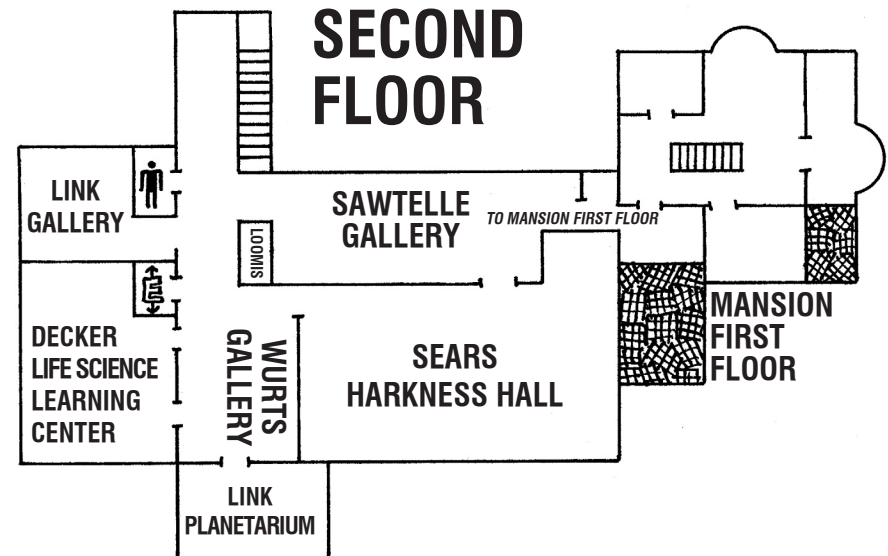 SECOND
FLOOR
LINK
GALLERY
SAWTELLE
GALLERY
TO MANSION FIRST FLOOR
LOOMIS
MANSION
FIRST
FLOOR
DECKER
LIFE SCIENCE
LEARNING
CENTER
WURTS
GALLERY
SEARS
HARKNESS HALL
LINK
PLANETARIUM